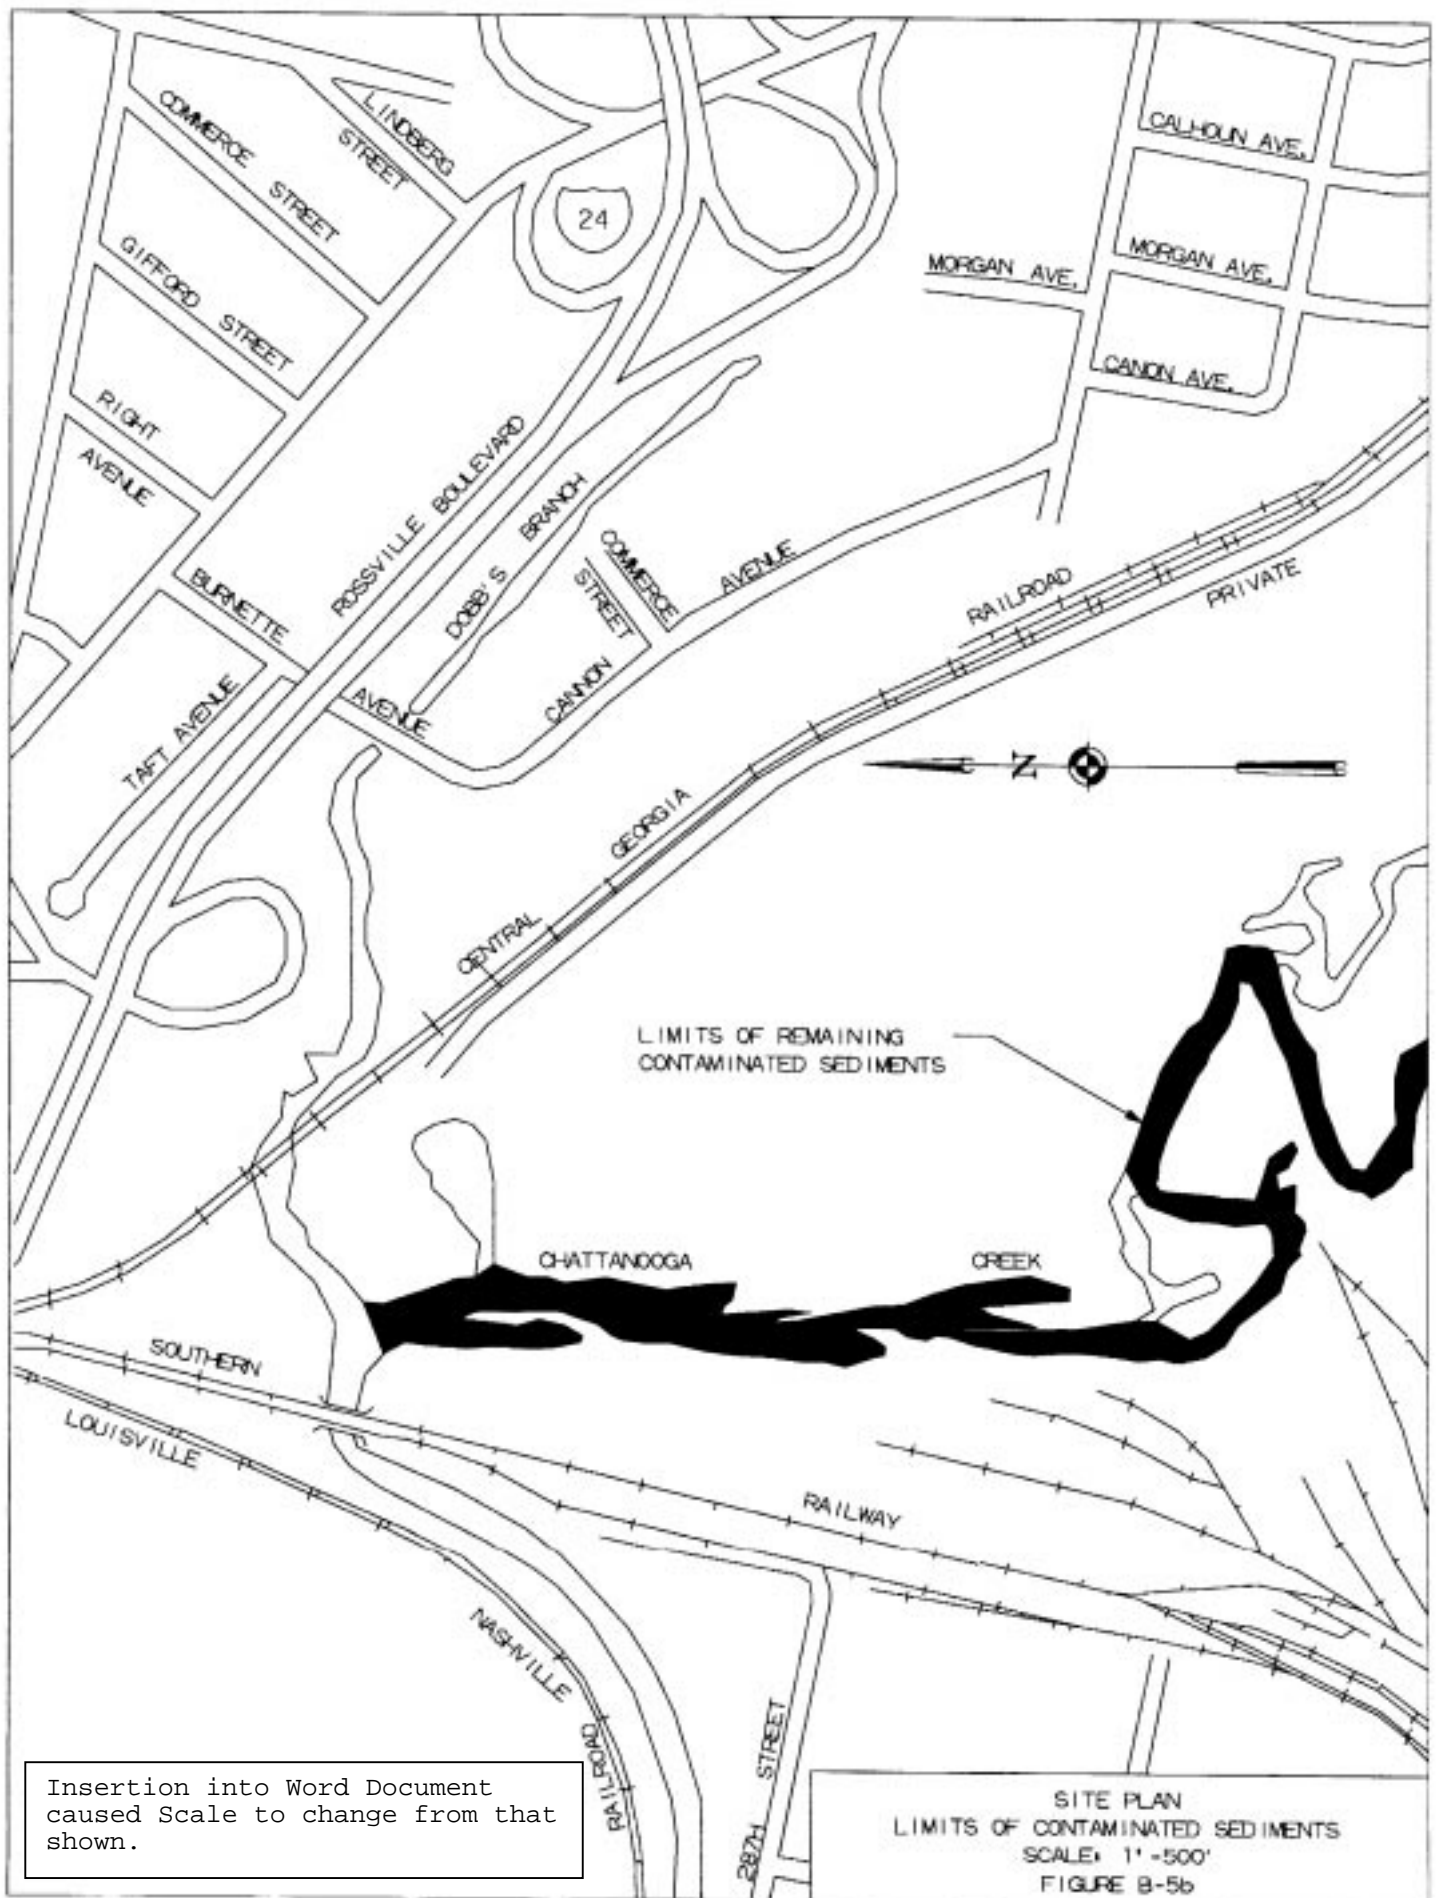 LINDBERG
STREET
COMMERCE STREET
24
CALHOUN AVE.
GIFFORD STREET
MORGAN AVE.
MORGAN AVE.
CANON AVE.
RIGHT
AVENUE
ROSSVILLE BOULEVARD
DOBB'S BRANCH
COMMERCE
STREET
AVENUE
RAILROAD
PRIVATE
BURNETTE
AVENUE
CANNON
TAFT AVENUE
N
GEORGIA
CENTRAL
LIMITS OF REMAINING
CONTAMINATED SEDIMENTS
CHATTANOOGA CREEK
SOUTHERN
LOUISVILLE
RAILWAY
NASHVILLE
RAILROAD
STREET
287H
Insertion into Word Document
caused Scale to change from that
shown.
SITE PLAN
LIMITS OF CONTAMINATED SEDIMENTS
SCALE: 1'-500'
FIGURE B-5b